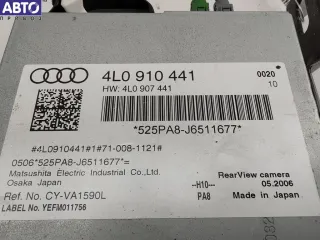 АВТО
ПРИВОЗ
4L0 910 441
0020
HW: 4L0 907 441
10
*525PA8-J6511677*
#4L0910441#1#71-008-1121#
0506*525PA8-J6511677*=
Matsushita Electric Industrial Co.,Ltd.
Osaka Japan
RearView camera
--H10--
05.2006
Ref. No. CY-VA1590L
PA8
Made in Japan
LABEL No. YEFM011756